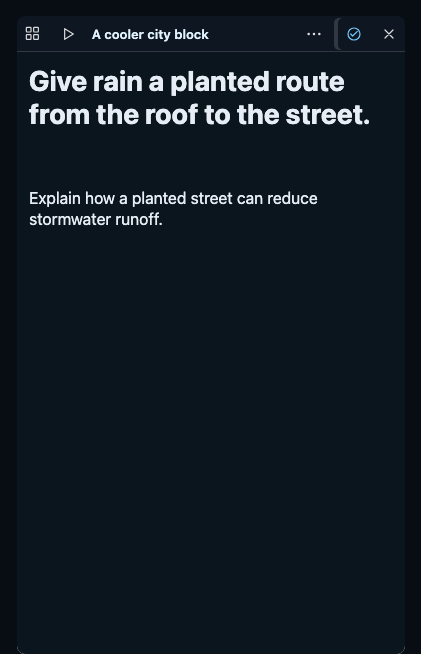 A cooler city block
Give rain a planted route
from the roof to the street.
Explain how a planted street can reduce
stormwater runoff.